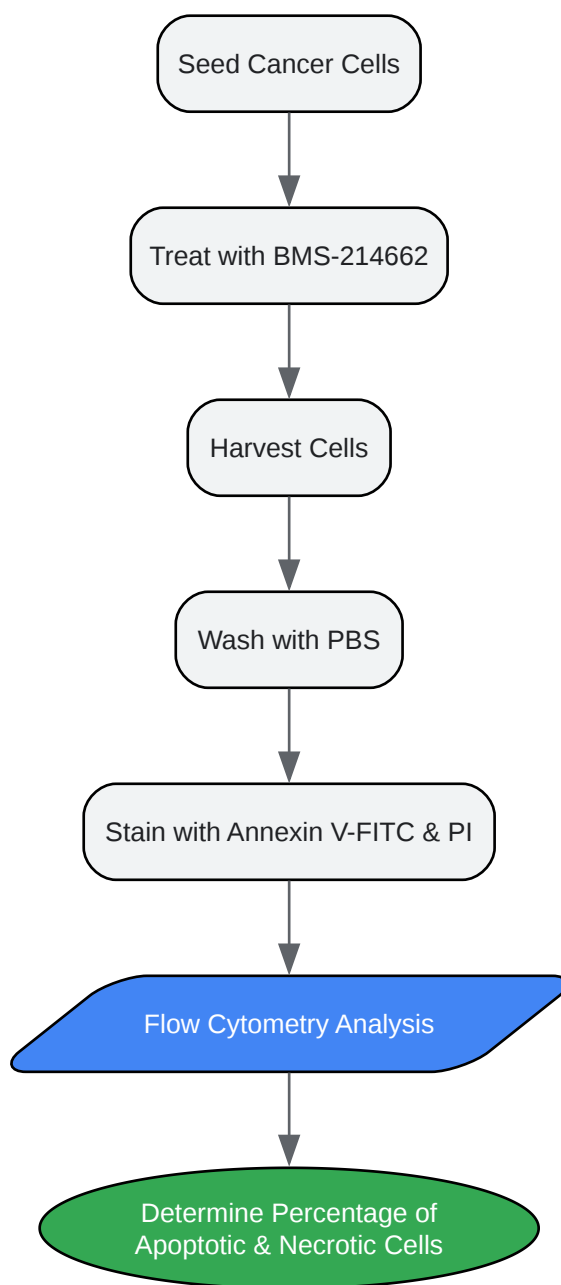 Seed Cancer Cells
Treat with BMS-214662
Harvest Cells
Wash with PBS
Stain with Annexin V-FITC & PI
Flow Cytometry Analysis
Determine Percentage of
Apoptotic & Necrotic Cells